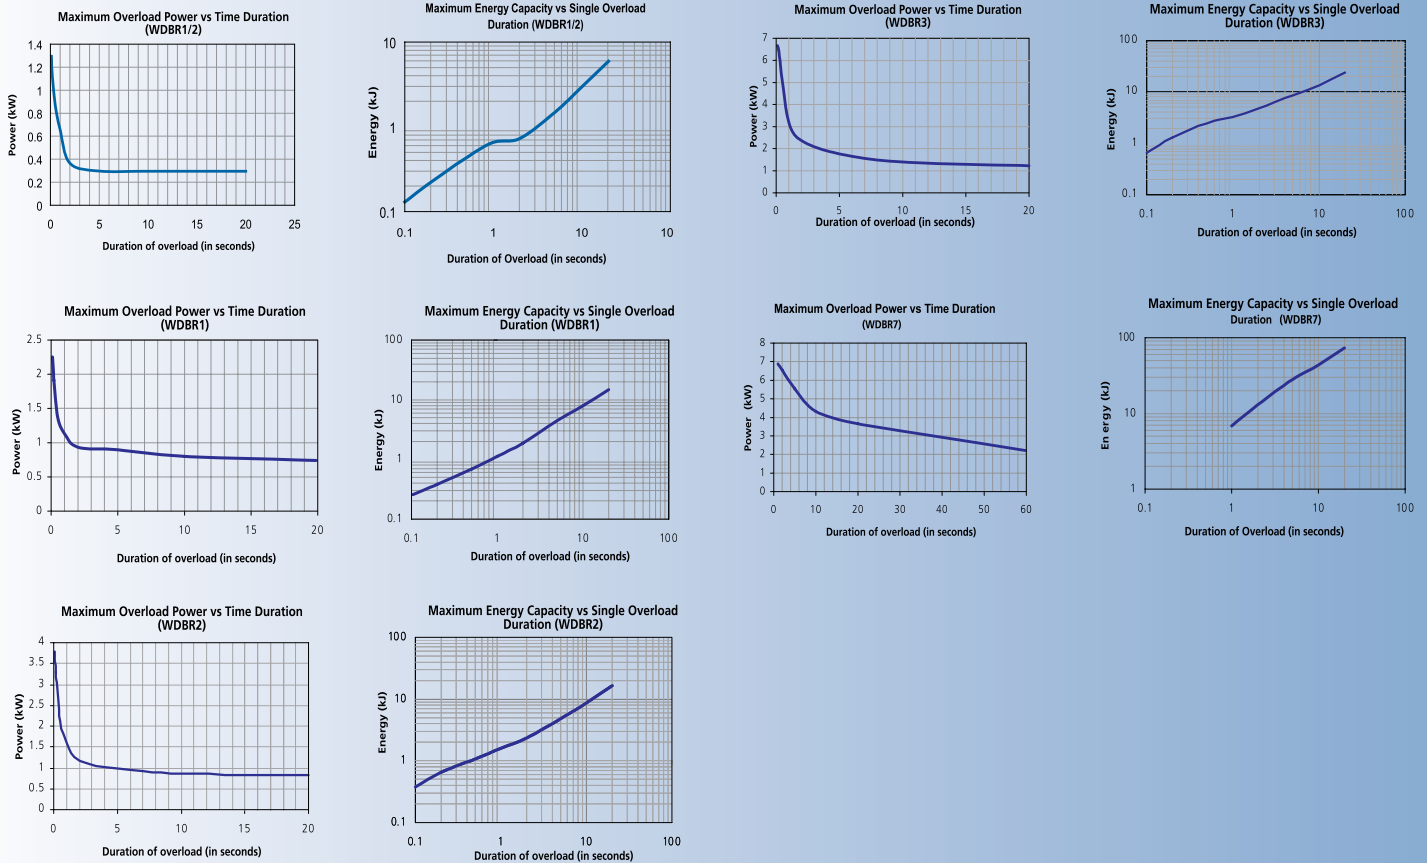 Maximum Overload Power vs Time Duration
(WDBR1/2)
1.4
1.2
1
0.8
0.6
0.4
0.2
0
Power (kW)
0 5 10 15 20 25
Duration of overload (in seconds)
Maximum Energy Capacity vs Single Overload
Duration (WDBR1/2)
10
1
0.1
Energy (kJ)
0.1 1 10 10
Duration of Overload (in seconds)
Maximum Overload Power vs Time Duration
(WDBR3)
7
6
5
4
3
2
1
0
Power (kW)
0 5 10 15 20
Duration of overload (in seconds)
Maximum Energy Capacity vs Single Overload
Duration (WDBR3)
100
10
1
0.1
Energy (kJ)
0.1 1 10 100
Duration of overload (in seconds)
Maximum Overload Power vs Time Duration
(WDBR1)
2.5
2
1.5
1
0.5
0
Power (kW)
0 5 10 15 20
Duration of overload (in seconds)
Maximum Energy Capacity vs Single Overload
Duration (WDBR1)
100
10
1
0.1
Energy (kJ)
0.1 1 10 100
Duration of overload (in seconds)
Maximum Overload Power vs Time Duration
(WDBR7)
8
7
6
5
4
3
2
1
0
Power (kW)
0 10 20 30 40 50 60
Duration of overload (in seconds)
Maximum Energy Capacity vs Single Overload
Duration (WDBR7)
100
10
1
En ergy (kJ)
0.1 1 10 100
Duration of Overload (in seconds)
Maximum Overload Power vs Time Duration
(WDBR2)
4
3.5
3
2.5
2
1.5
1
0.5
0
Power (kW)
0 5 10 15 20
Duration of overload (in seconds)
Maximum Energy Capacity vs Single Overload
Duration (WDBR2)
100
10
1
0.1
Energy (kJ)
0.1 1 10 100
Duration of overload (in seconds)